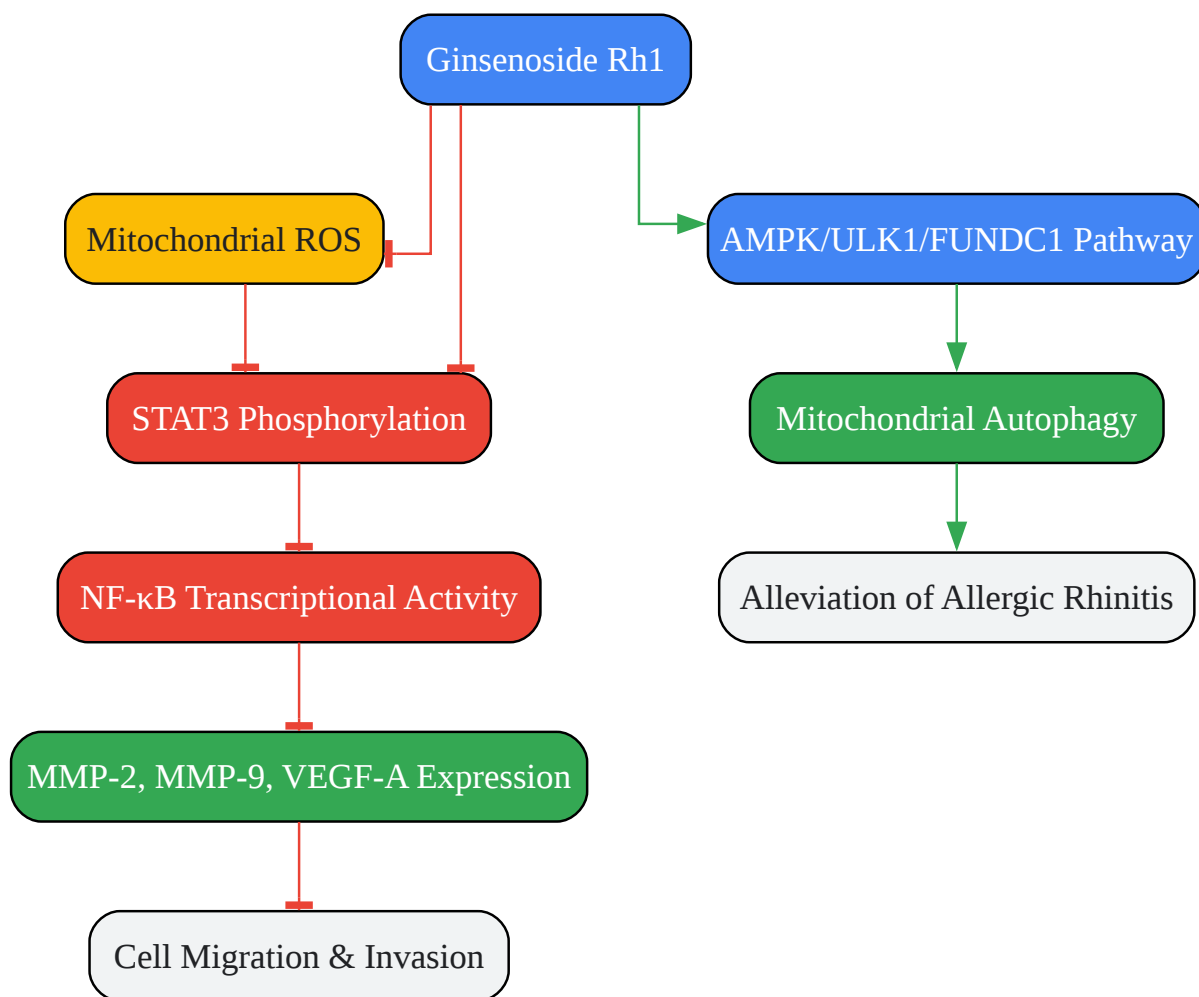 Ginsenoside Rh1
Mitochondrial ROS
AMPK/ULK1/FUNDC1 Pathway
STAT3 Phosphorylation
Mitochondrial Autophagy
NF-κB Transcriptional Activity
Alleviation of Allergic Rhinitis
MMP-2, MMP-9, VEGF-A Expression
Cell Migration & Invasion